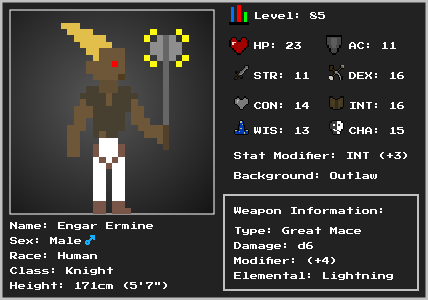 Level: 85
HP: 23 AC: 11
STR: 11 DEX: 16
CON: 14 INT: 16
WIS: 13 CHA: 15
Stat Modifier: INT (+3)
Background: Outlaw
Name: Engar Ermine
Sex: Male♂
Race: Human
Class: Knight
Height: 171cm (5'7")
Weapon Information:
Type: Great Mace
Damage: d6
Modifier: (+4)
Elemental: Lightning